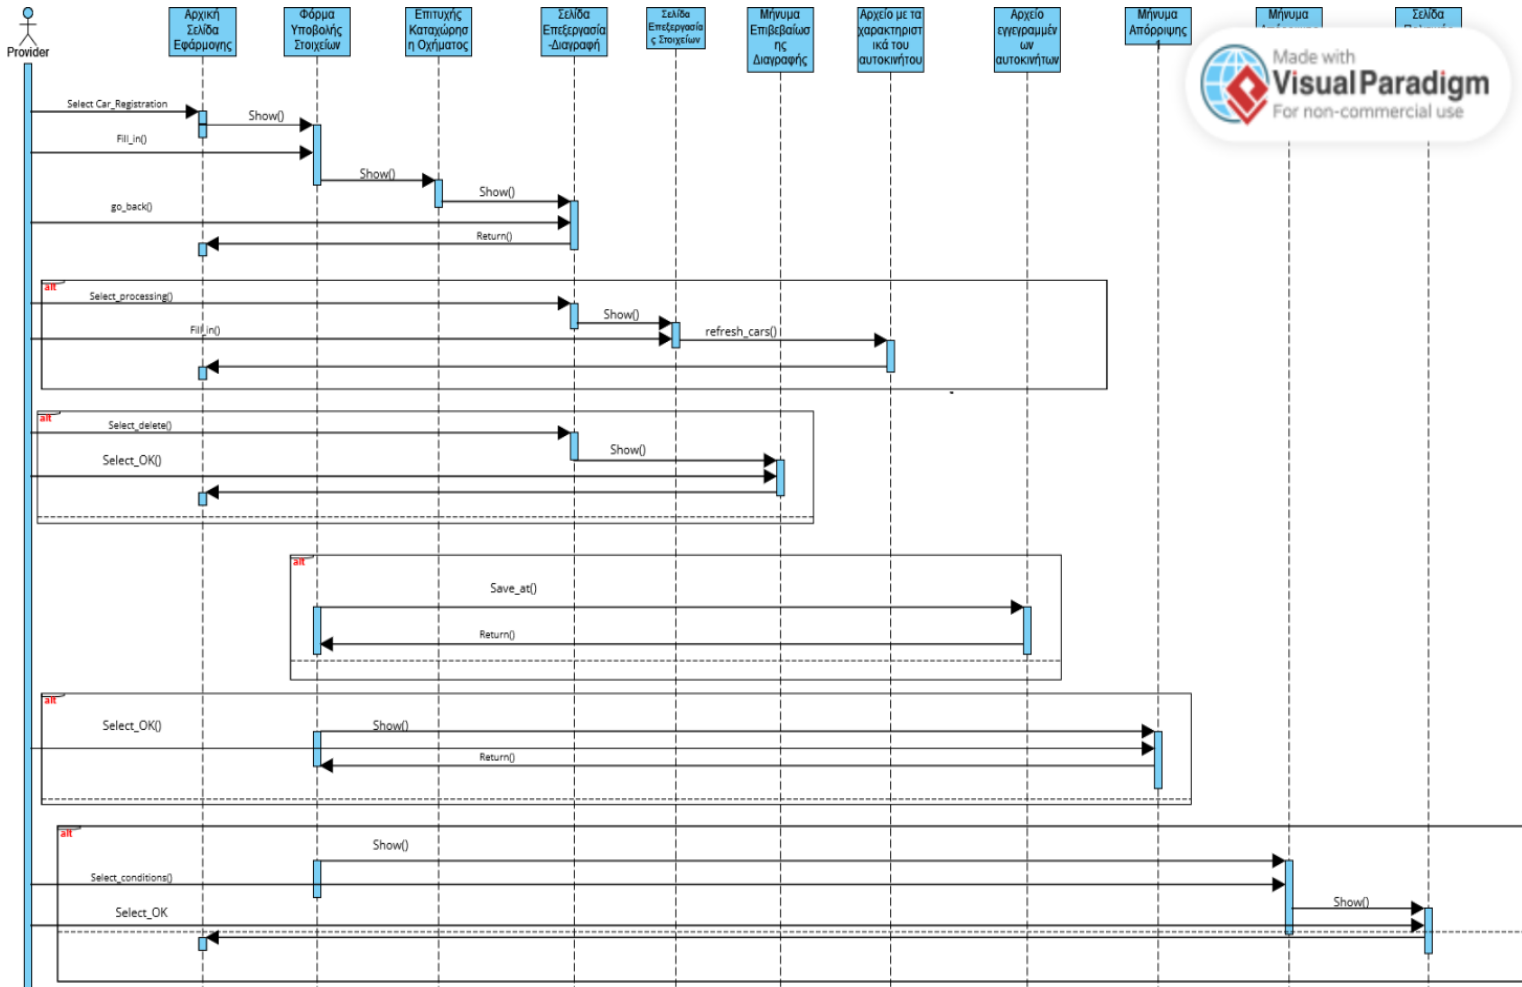 Provider
Αρχική
Σελίδα
Εφάρμογης
Φόρμα
Υποβολής
Στοιχείων
Επιτυχής
Καταχώρησ
η Οχήματος
Σελίδα
Επεξεργασία
-Διαγραφή
Σελίδα
Επεξεργασία
ς Στοιχείων
Μήνυμα
Επιβεβαίωσ
ης
Διαγραφής
Αρχείο με τα
χαρακτηριστ
ικά του
αυτοκινήτου
Αρχείο
εγγεγραμμέν
ων
αυτοκινήτων
Μήνυμα
Απόρριψης
1
Μήνυμα
Σελίδα
Made with
VisualParadigm
For non-commercial use
Select Car_Registration
Show()
Fill_in()
Show()
Show()
go_back()
Return()
alt
Select_processing()
Show()
Fill_in()
refresh_cars()
alt
Select_delete()
Show()
Select_OK()
alt
Save_at()
Return()
alt
Select_OK()
Show()
Return()
alt
Show()
Select_conditions()
Show()
Select_OK